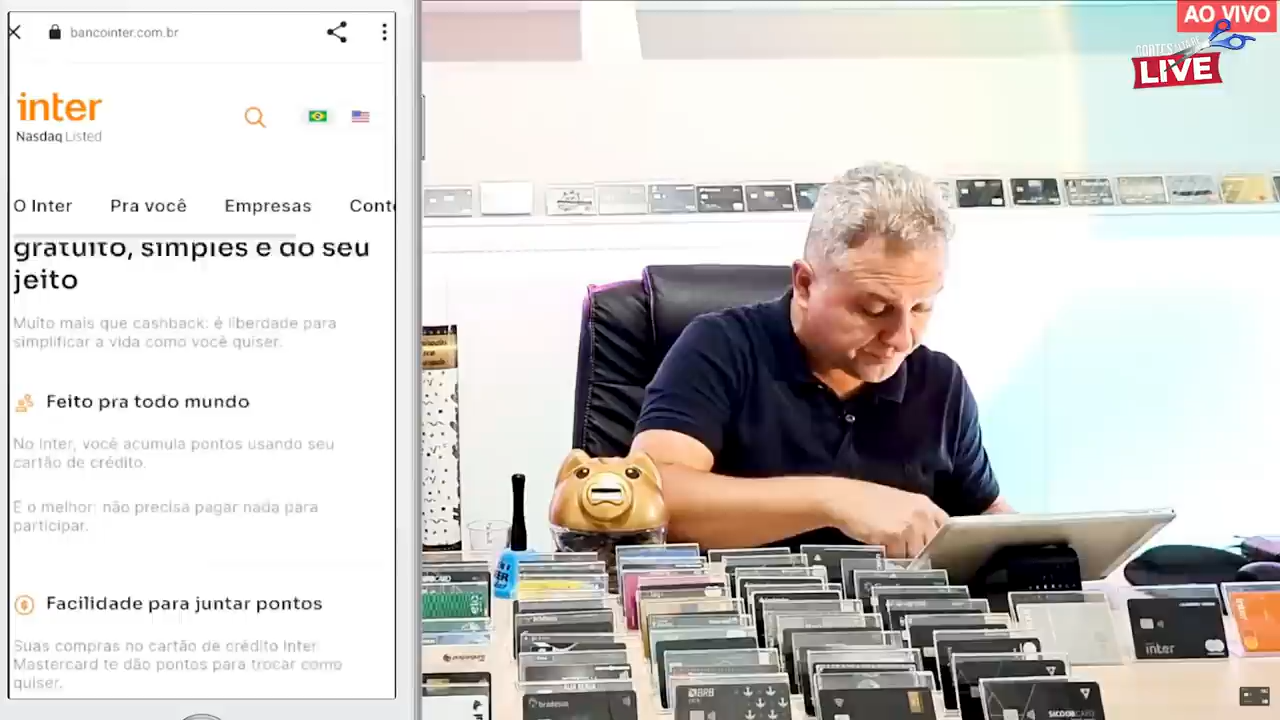 bancointer.com.br
inter
Nasdaq Listed
O Inter Pra você Empresas
gratuito, simples e do seu
jeito
Muito mais que cashback: é liberdade para
simplificar a vida como você quiser.
Feito pra todo mundo
No Inter, você acumula pontos usando seu
cartão de crédito.
E o melhor: não precisa pagar nada para
participar.
Facilidade para juntar pontos
Suas compras no cartão de crédito Inter
Mastercard te dão pontos para trocar como
quiser.
AO VIVO
CORTES
LIVE
inter
BRB
bradesco
SICOOBCARD